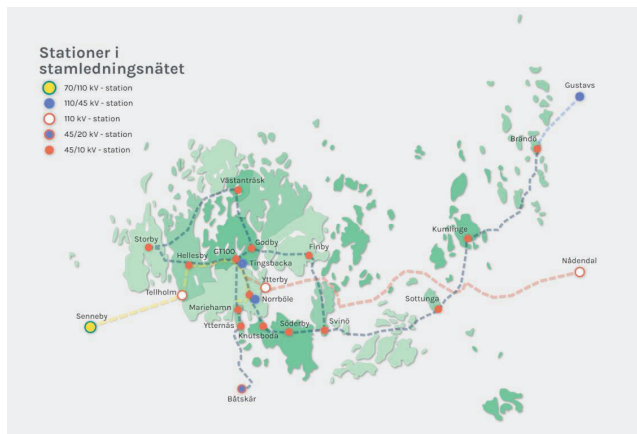 Stationer i
stamledningsnätet
70/110 kV - station
110/45 kV - station
110 kV - station
45/20 kV - station
45/10 kV - station
Gustavs
Brändö
Västanträsk
Kumlinge
Storby
Godby
Finby
Hellesby
GT100
Tingsbacka
Nådendal
Ytterby
Tellholm
Norrböle
Sottunga
Mariehamn
Senneby
Ytternäs
Söderby
Svinö
Knutsboda
Båtskär